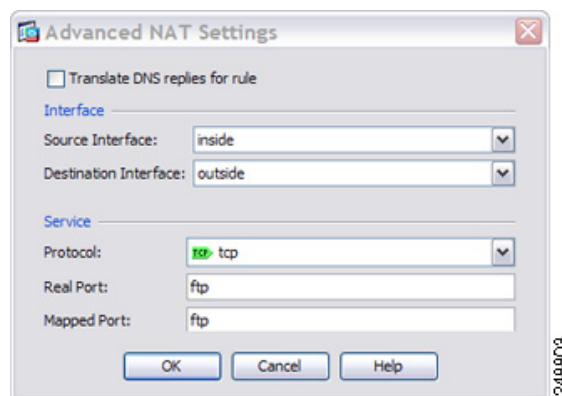 Advanced NAT Settings
Translate DNS replies for rule
Interface
Source Interface: inside
Destination Interface: outside
Service
Protocol: TCP tcp
Real Port: ftp
Mapped Port: ftp
OK Cancel Help
348803